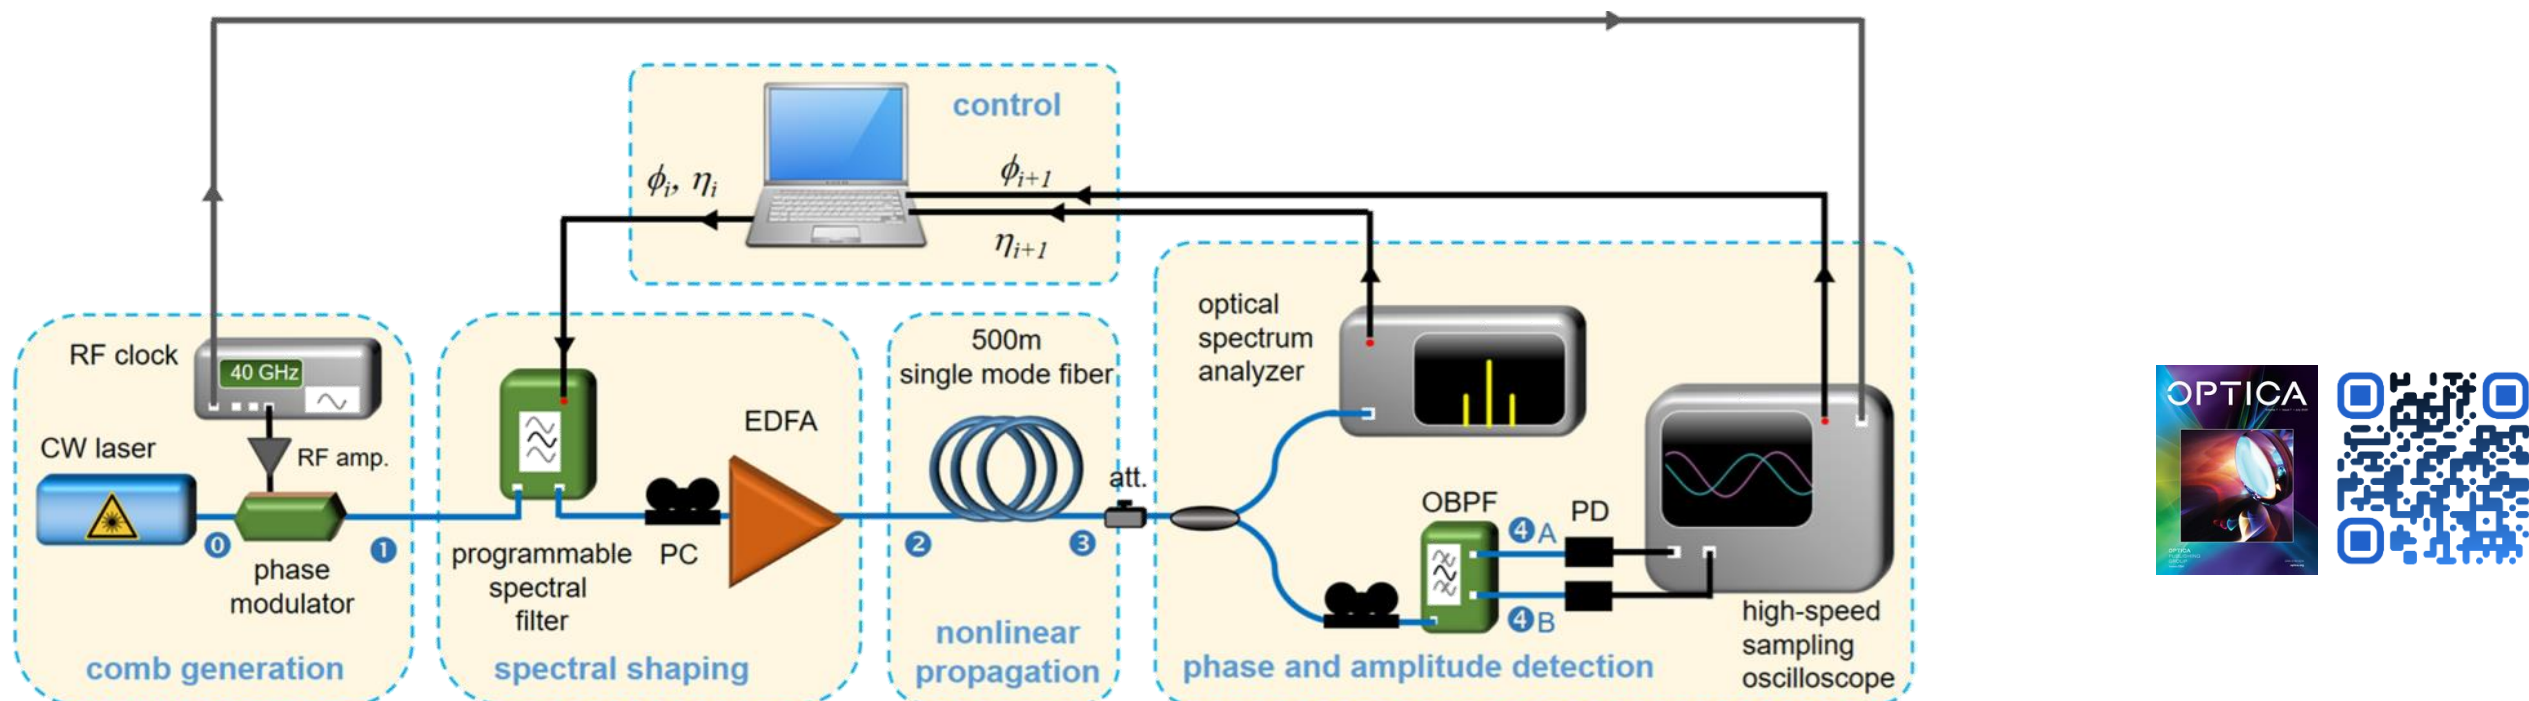 control
ϕi, ηi
ϕi+1
ηi+1
RF clock
40 GHz
CW laser
RF amp.
0
1
phase
modulator
comb generation
EDFA
programmable
spectral
filter
PC
spectral shaping
500m
single mode fiber
2
3
nonlinear
propagation
att.
optical
spectrum
analyzer
OBPF
PD
4 A
4 B
high-speed
sampling
oscilloscope
phase and amplitude detection
OPTICA